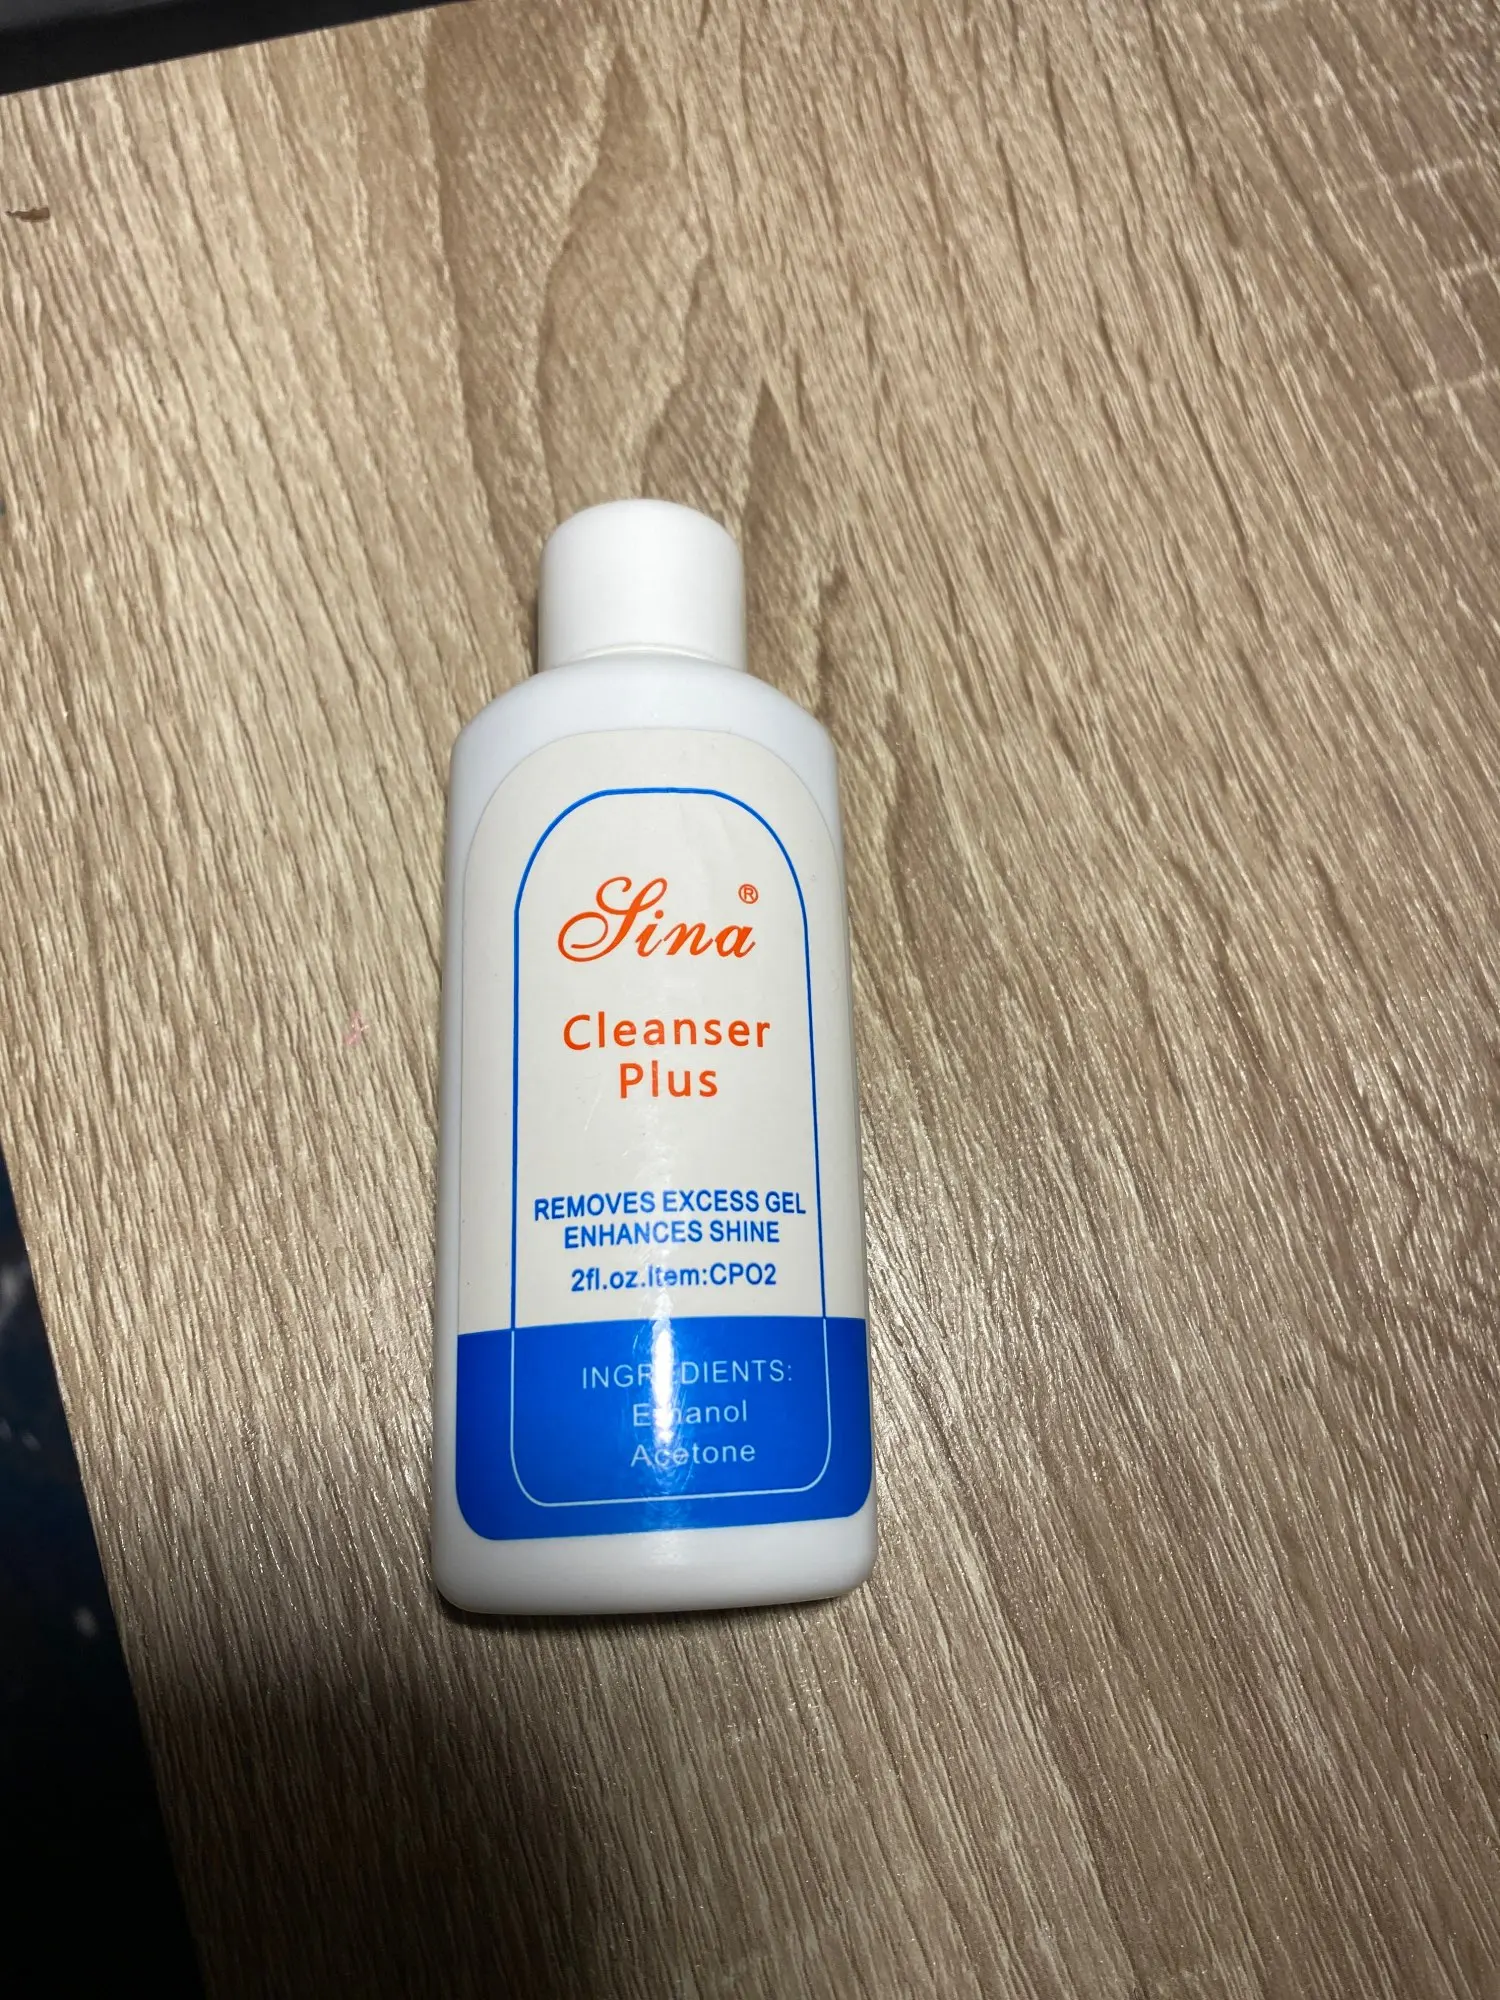 Sina®
Cleanser
Plus
REMOVES EXCESS GEL
ENHANCES SHINE
2fl.oz.Item:CPO2
INGREDIENTS:
Ethanol
Acetone